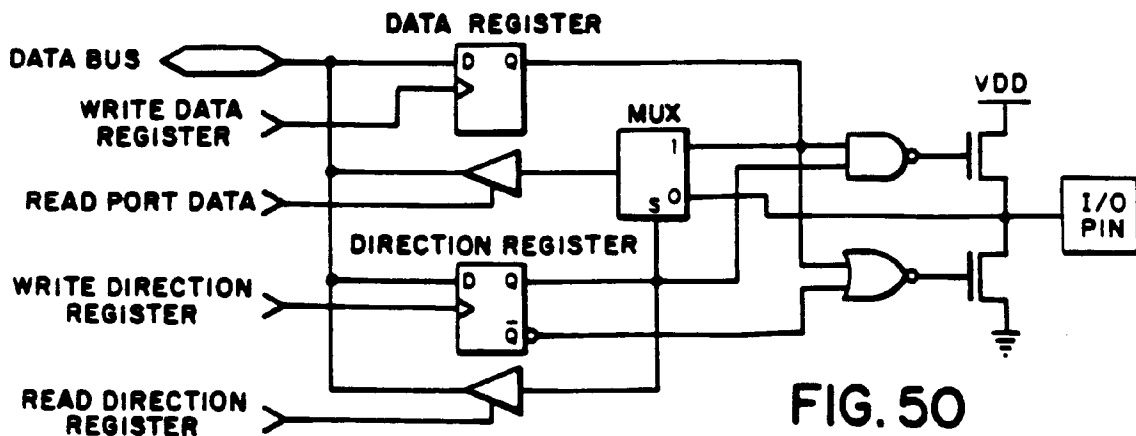 DATA REGISTER
DATA BUS
D Q
WRITE DATA
REGISTER
MUX
1
0
S
VDD
READ PORT DATA
I/O
PIN
DIRECTION REGISTER
D Q
Q̅
WRITE DIRECTION
REGISTER
READ DIRECTION
REGISTER
FIG. 50